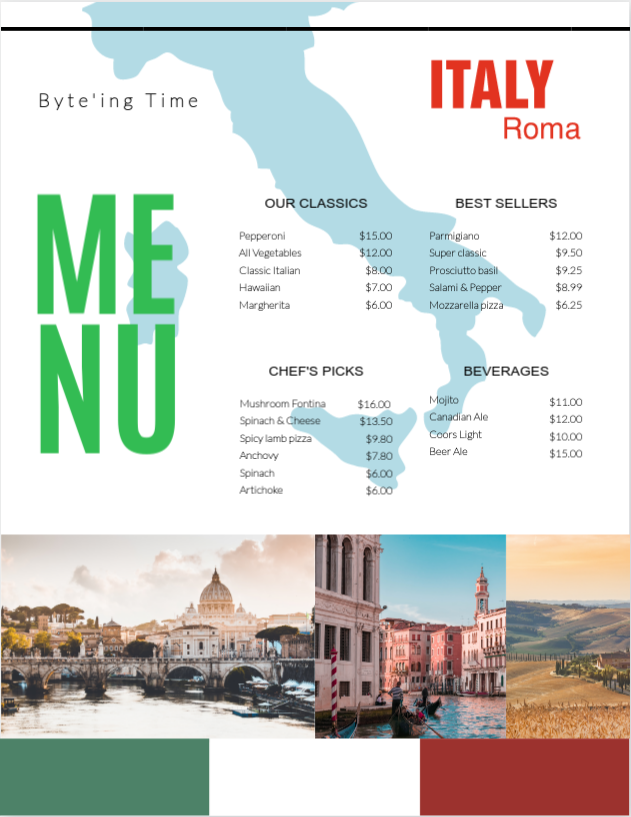 Byte'ing Time
ITALY
Roma
ME
NU
OUR CLASSICS
Pepperoni $15.00
All Vegetables $12.00
Classic Italian $8.00
Hawaiian $7.00
Margherita $6.00
BEST SELLERS
Parmigiano $12.00
Super classic $9.50
Prosciutto basil $9.25
Salami & Pepper $8.99
Mozzarella pizza $6.25
CHEF'S PICKS
Mushroom Fontina $16.00
Spinach & Cheese $13.50
Spicy lamb pizza $9.80
Anchovy $7.80
Spinach $6.00
Artichoke $6.00
BEVERAGES
Mojito $11.00
Canadian Ale $12.00
Coors Light $10.00
Beer Ale $15.00